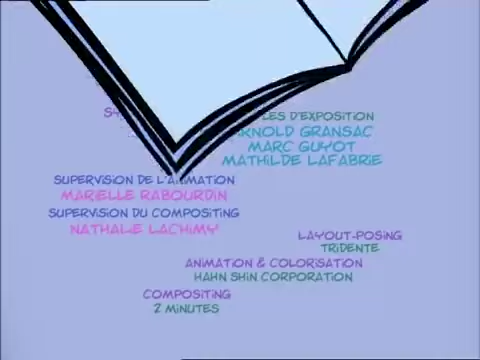 LES D'EXPOSITION
ARNOLD GRANSAC
MARC GUYOT
MATHILDE LAFABRIE
SUPERVISION DE L'ANIMATION
MARIELLE RABOURDIN
SUPERVISION DU COMPOSITING
NATHALIE LACHIMY
LAYOUT-POSING
TRIDENTE
ANIMATION & COLORISATION
HAHN SHIN CORPORATION
COMPOSITING
2 MINUTES